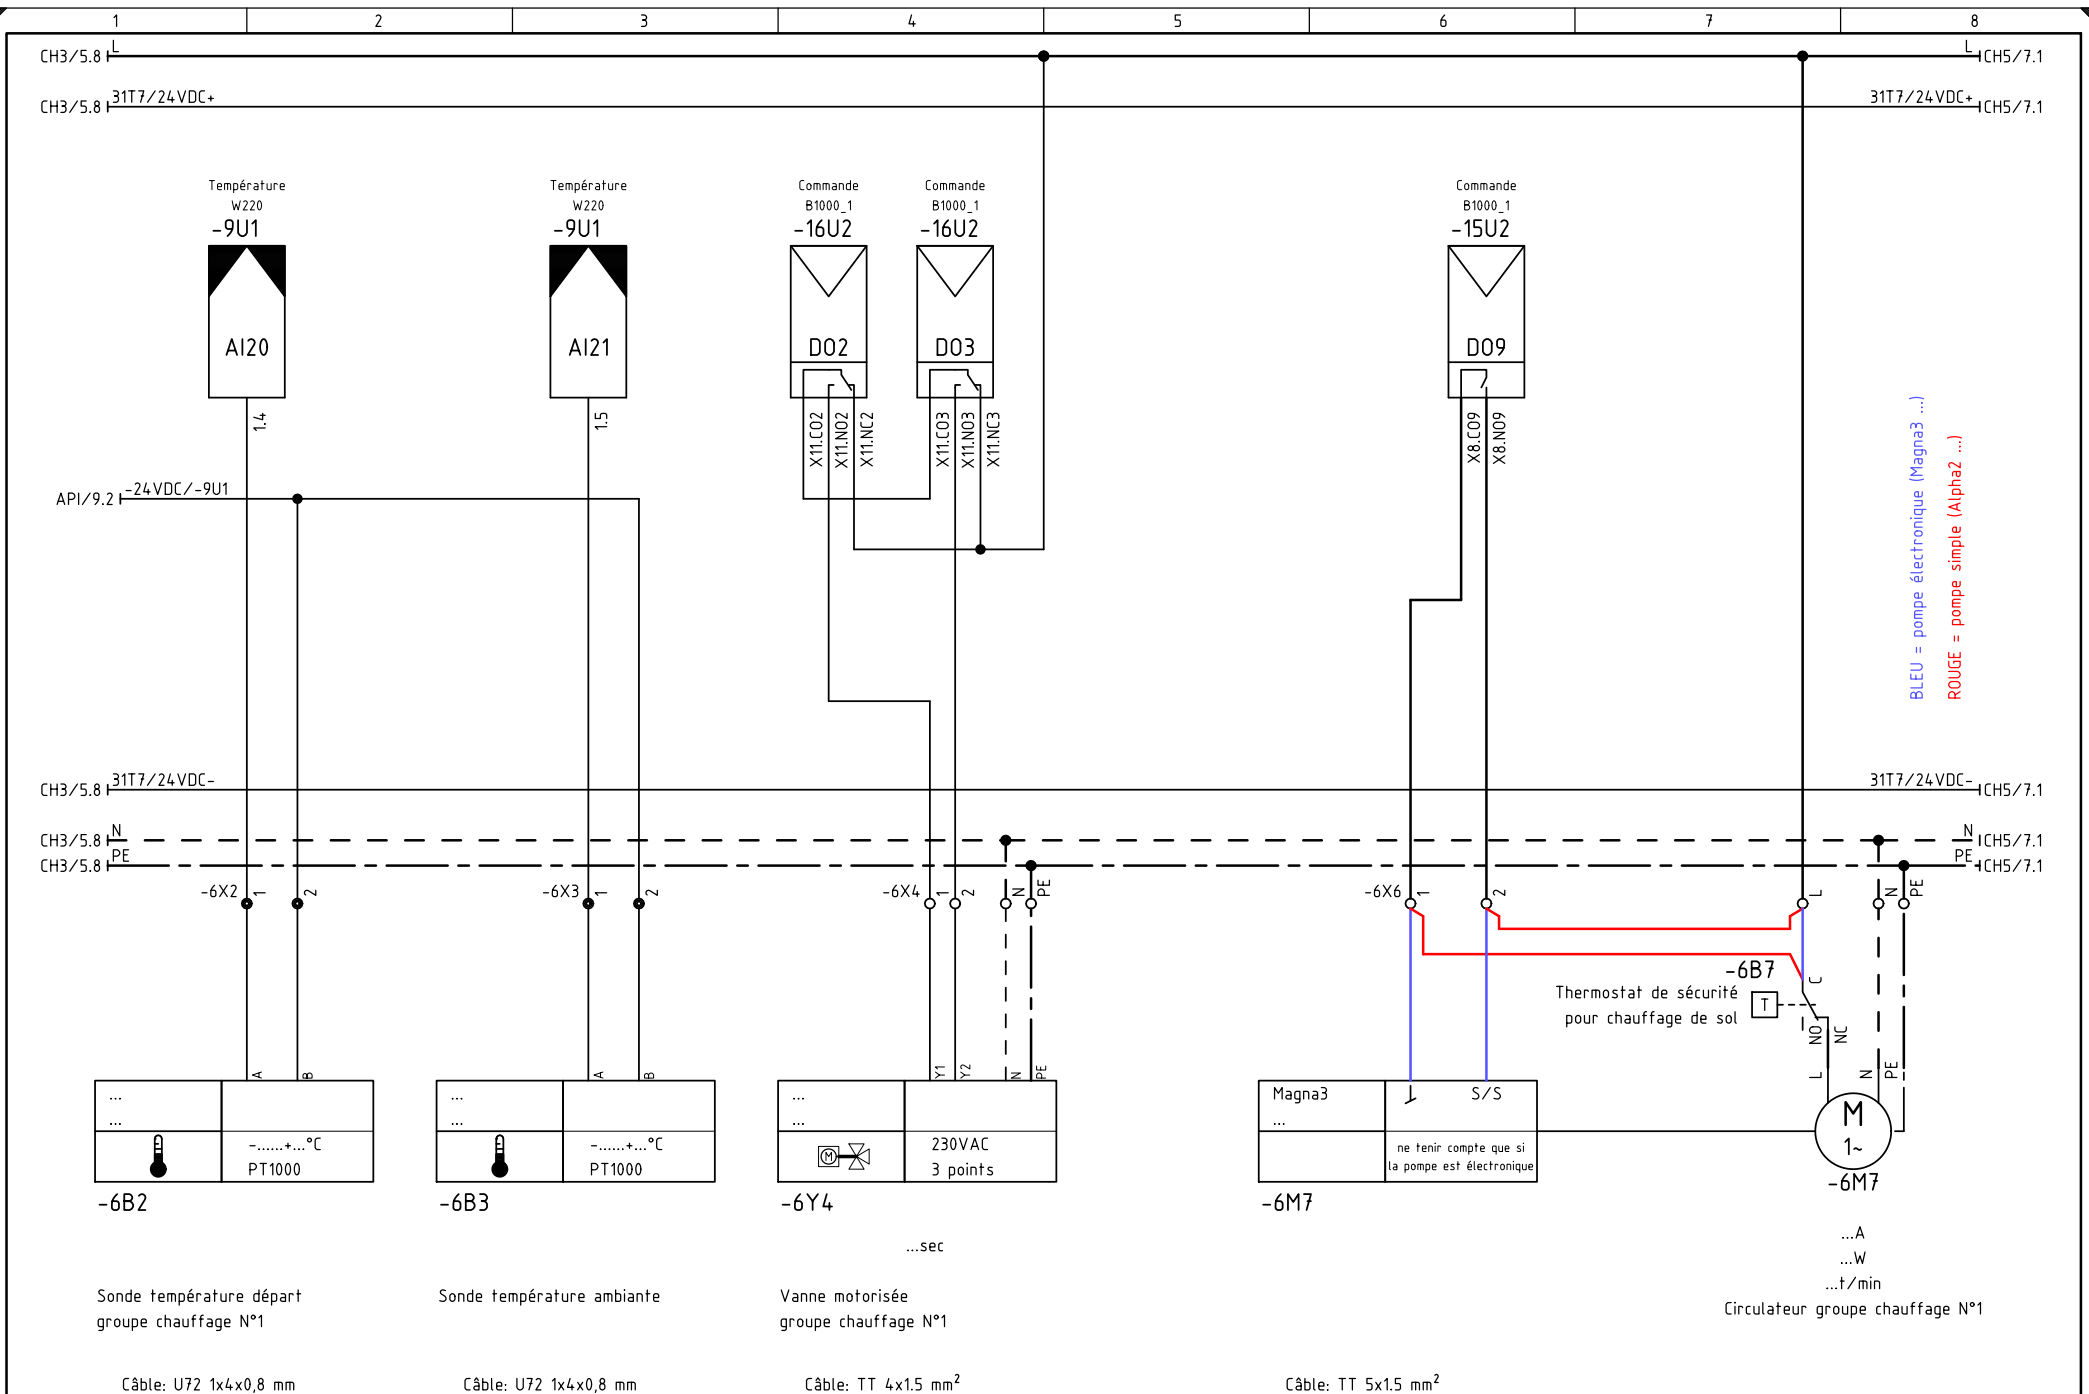 1 2 3 4 5 6 7 8
CH3/5.8 L L CH5/7.1
CH3/5.8 31T7/24VDC+ 31T7/24VDC+ CH5/7.1
Température
W220
-9U1
AI20
1.4
Température
W220
-9U1
AI21
1.5
Commande
B1000_1
-16U2
DO2
X11.CO2
X11.NO2
X11.NC2
Commande
B1000_1
-16U2
DO3
X11.CO3
X11.NO3
X11.NC3
Commande
B1000_1
-15U2
DO9
X8.CO9
X8.NO9
BLEU = pompe électronique (Magna3 ...)
ROUGE = pompe simple (Alpha2 ...)
API/9.2 -24VDC/-9U1
CH3/5.8 31T7/24VDC- 31T7/24VDC- CH5/7.1
CH3/5.8 N N CH5/7.1
CH3/5.8 PE PE CH5/7.1
-6X2 1 2
-6X3 1 2
-6X4 1 2 N PE
-6X6 1 2 L N PE
-6B7
Thermostat de sécurité
pour chauffage de sol
T
C
NO
NC
A B
...
...
-......+...°C
PT1000
-6B2
A B
...
...
-......+...°C
PT1000
-6B3
Y1 Y2 N PE
...
...
M
230VAC
3 points
-6Y4
...sec
Magna3
...
S/S
ne tenir compte que si
la pompe est électronique
-6M7
L N PE
M
1~
-6M7
...A
...W
...t/min
Circulateur groupe chauffage N°1
Sonde température départ
groupe chauffage N°1
Sonde température ambiante
Vanne motorisée
groupe chauffage N°1
Câble: U72 1x4x0,8 mm
Câble: U72 1x4x0,8 mm
Câble: TT 4x1.5 mm²
Câble: TT 5x1.5 mm²